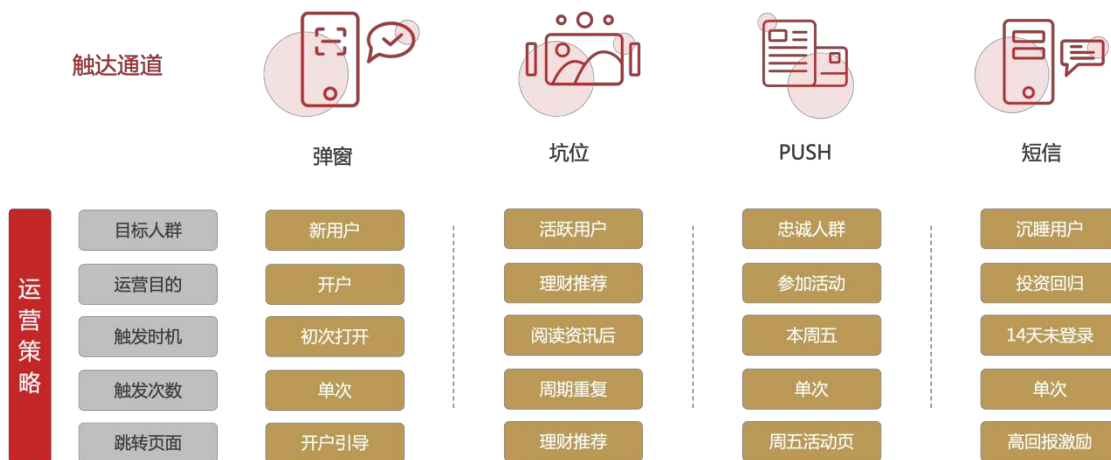 触达通道
弹窗
坑位
PUSH
短信
运营策略
目标人群
新用户
活跃用户
忠诚人群
沉睡用户
运营目的
开户
理财推荐
参加活动
投资回归
触发时机
初次打开
阅读资讯后
本周五
14天未登录
触发次数
单次
周期重复
单次
单次
跳转页面
开户引导
理财推荐
周五活动页
高回报激励